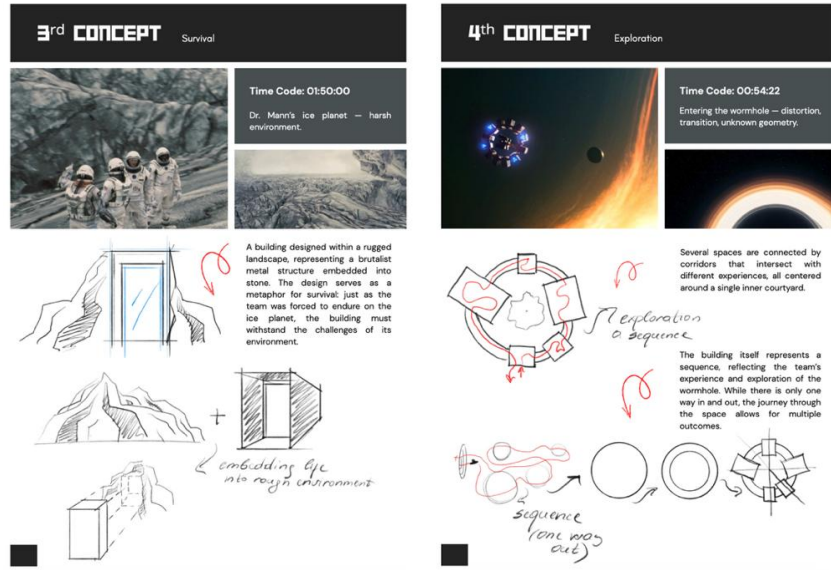 3rd CONCEPT Survival
Time Code: 01:50:00
Dr. Mann's ice planet — harsh
environment.
A building designed within a rugged
landscape, representing a brutalist
metal structure embedded into
stone. The design serves as a
metaphor for survival: just as the
team was forced to endure on the
ice planet, the building must
withstand the challenges of its
environment.
embedding life
into rough environment
4th CONCEPT Exploration
Time Code: 00:54:22
Entering the wormhole — distortion,
transition, unknown geometry.
Several spaces are connected by
corridors that intersect with
different experiences, all centered
around a single inner courtyard.
exploration
a sequence
The building itself represents a
sequence, reflecting the team's
experience and exploration of the
wormhole. While there is only one
way in and out, the journey through
the space allows for multiple
outcomes.
sequence
(one way
out)